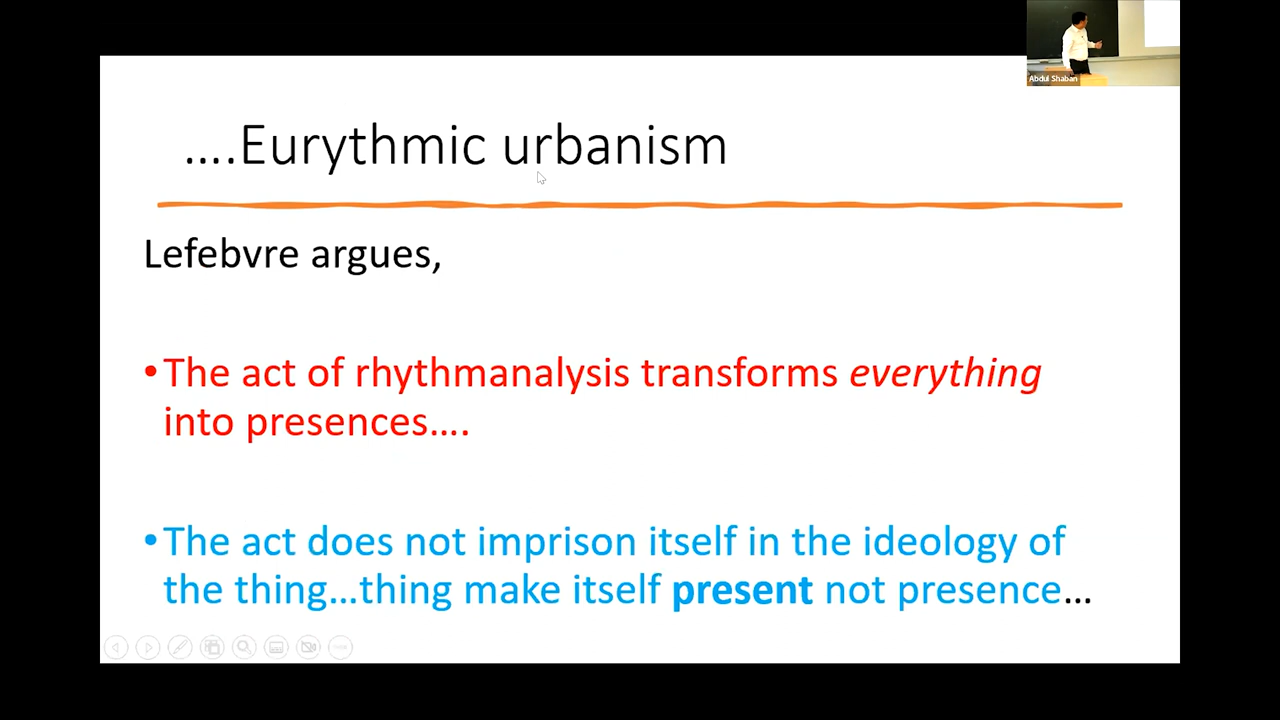 Abdul Shaban
....Eurythmic urbanism
Lefebvre argues,
•The act of rhythmanalysis transforms everything
into presences....
•The act does not imprison itself in the ideology of
the thing...thing make itself present not presence...